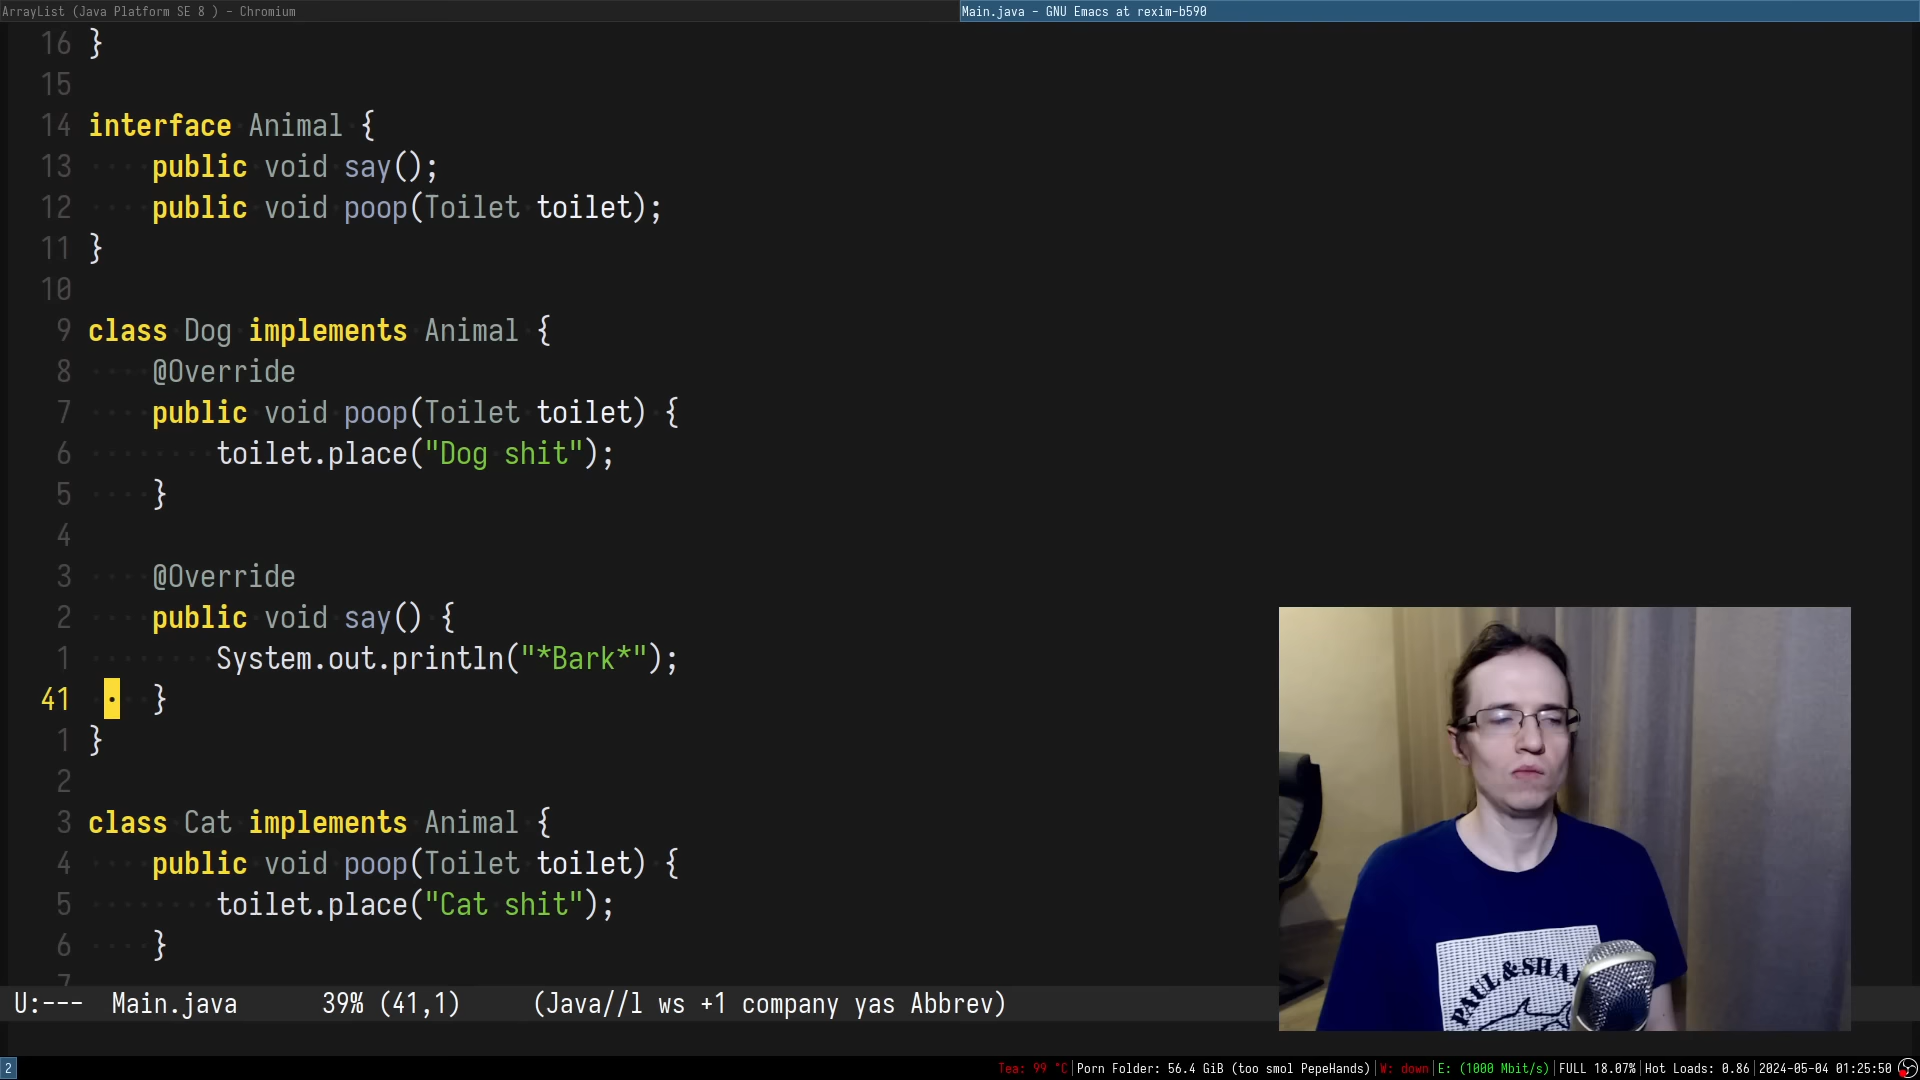 ArrayList (Java Platform SE 8 ) - Chromium
Main.java - GNU Emacs at rexim-b590
16 }
15
14 interface Animal {
13 public void say();
12 public void poop(Toilet toilet);
11 }
10
9 class Dog implements Animal {
8 @Override
7 public void poop(Toilet toilet) {
6 toilet.place("Dog shit");
5 }
4
3 @Override
2 public void say() {
1 System.out.println("*Bark*");
41 }
1 }
2
3 class Cat implements Animal {
4 public void poop(Toilet toilet) {
5 toilet.place("Cat shit");
6 }
7
PAUL & SHA
U:--- Main.java 39% (41,1) (Java//l ws +1 company yas Abbrev)
2
Tea: 99 °C|Porn Folder: 56.4 GiB (too smol PepeHands)|W: down|E: (1000 Mbit/s)|FULL 18.07%|Hot Loads: 0.86|2024-05-04 01:25:50